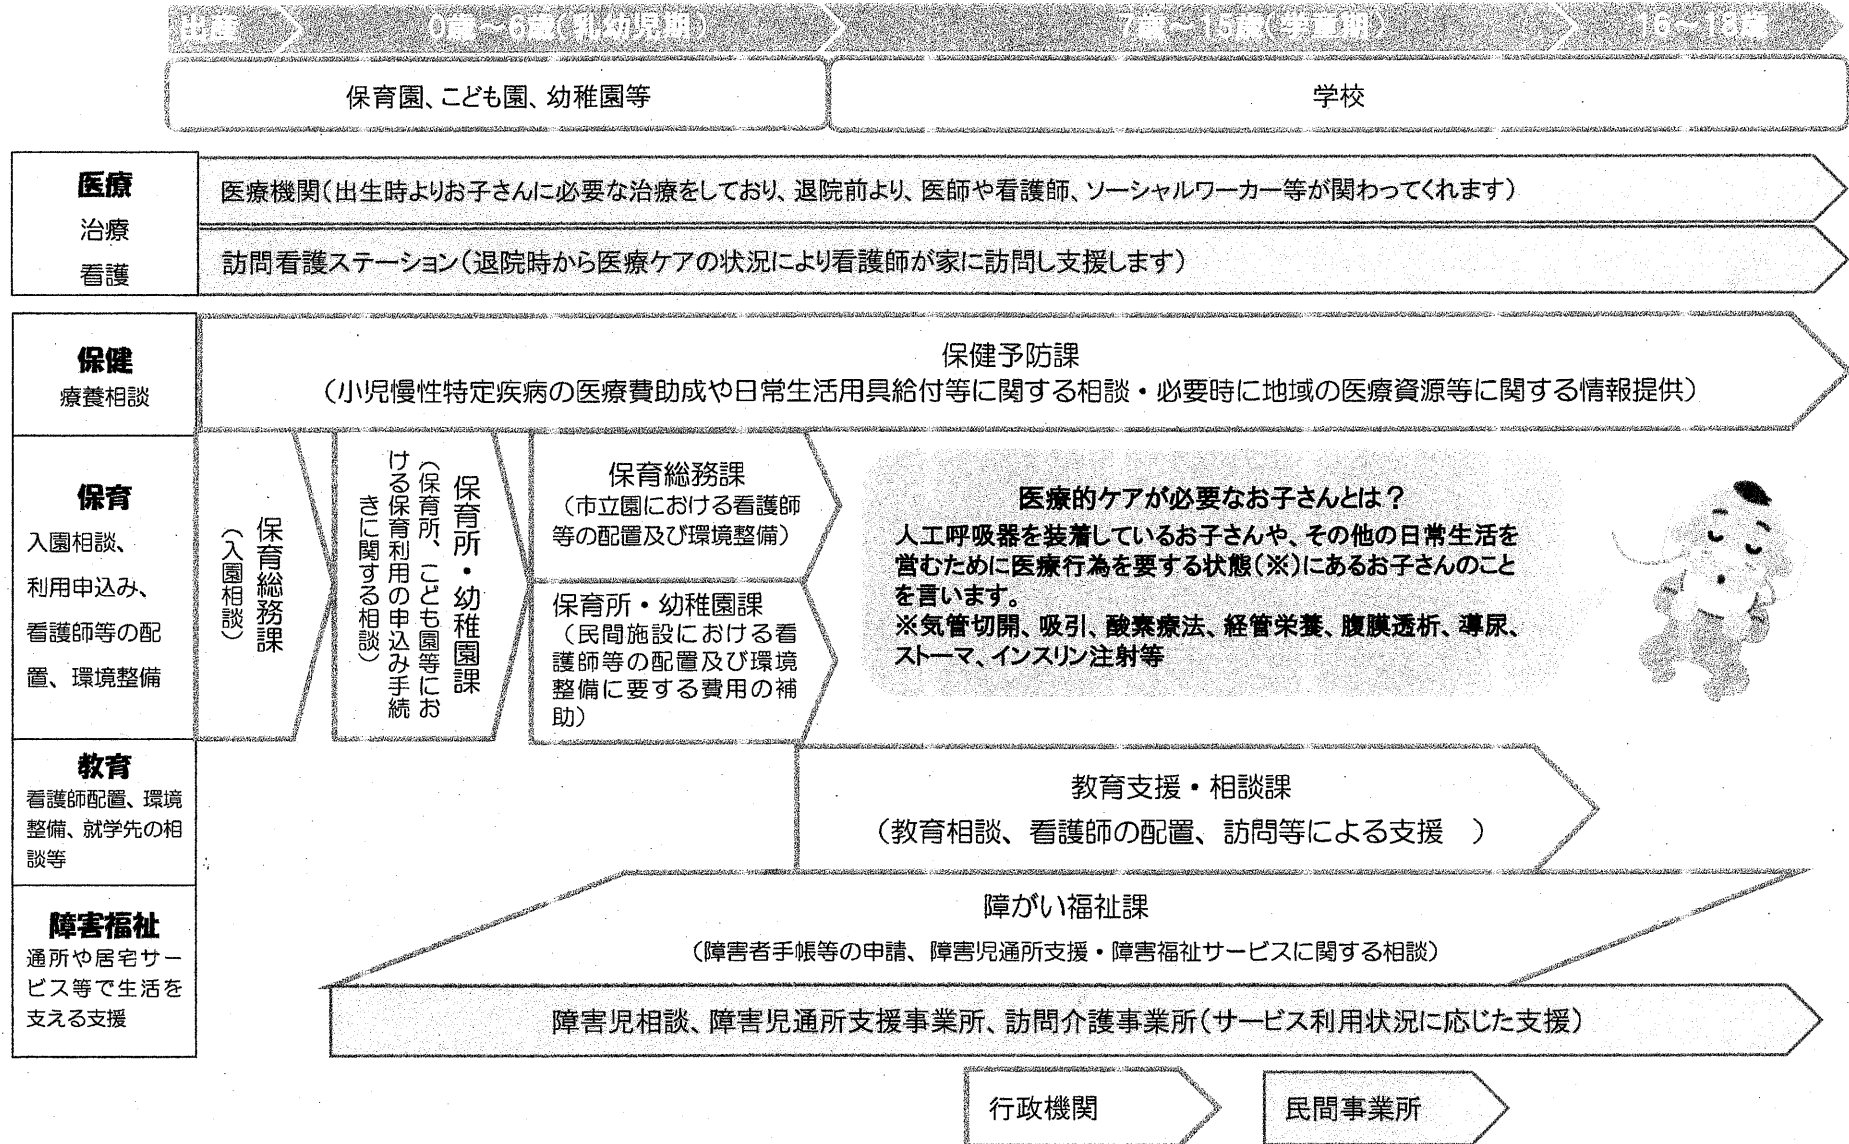 出産
0歳～6歳(乳幼児期)
7歳～15歳(学童期)
16～18歳
保育園、こども園、幼稚園等
学校
医療
治療
看護
医療機関(出生時よりお子さんに必要な治療をしており、退院前より、医師や看護師、ソーシャルワーカー等が関わってくれます)
訪問看護ステーション(退院時から医療ケアの状況により看護師が家に訪問し支援します)
保健
療養相談
保健予防課
(小児慢性特定疾病の医療費助成や日常生活用具給付等に関する相談・必要時に地域の医療資源等に関する情報提供)
保育
入園相談、
利用申込み、
看護師等の配
置、環境整備
保育総務課
(入園相談)
保育所・幼稚園課
(保育所、こども園等にお
ける保育利用の申込み手続
きに関する相談)
保育総務課
(市立園における看護師
等の配置及び環境整備)
保育所・幼稚園課
(民間施設における看
護師等の配置及び環境
整備に要する費用の補
助)
医療的ケアが必要なお子さんとは？
人工呼吸器を装着しているお子さんや、その他の日常生活を
営むために医療行為を要する状態(※)にあるお子さんのこと
を言います。
※気管切開、吸引、酸素療法、経管栄養、腹膜透析、導尿、
ストーマ、インスリン注射等
教育
看護師配置、環境
整備、就学先の相
談等
教育支援・相談課
(教育相談、看護師の配置、訪問等による支援　)
障害福祉
通所や居宅サー
ビス等で生活を
支える支援
障がい福祉課
(障害者手帳等の申請、障害児通所支援・障害福祉サービスに関する相談)
障害児相談、障害児通所支援事業所、訪問介護事業所(サービス利用状況に応じた支援)
行政機関
民間事業所